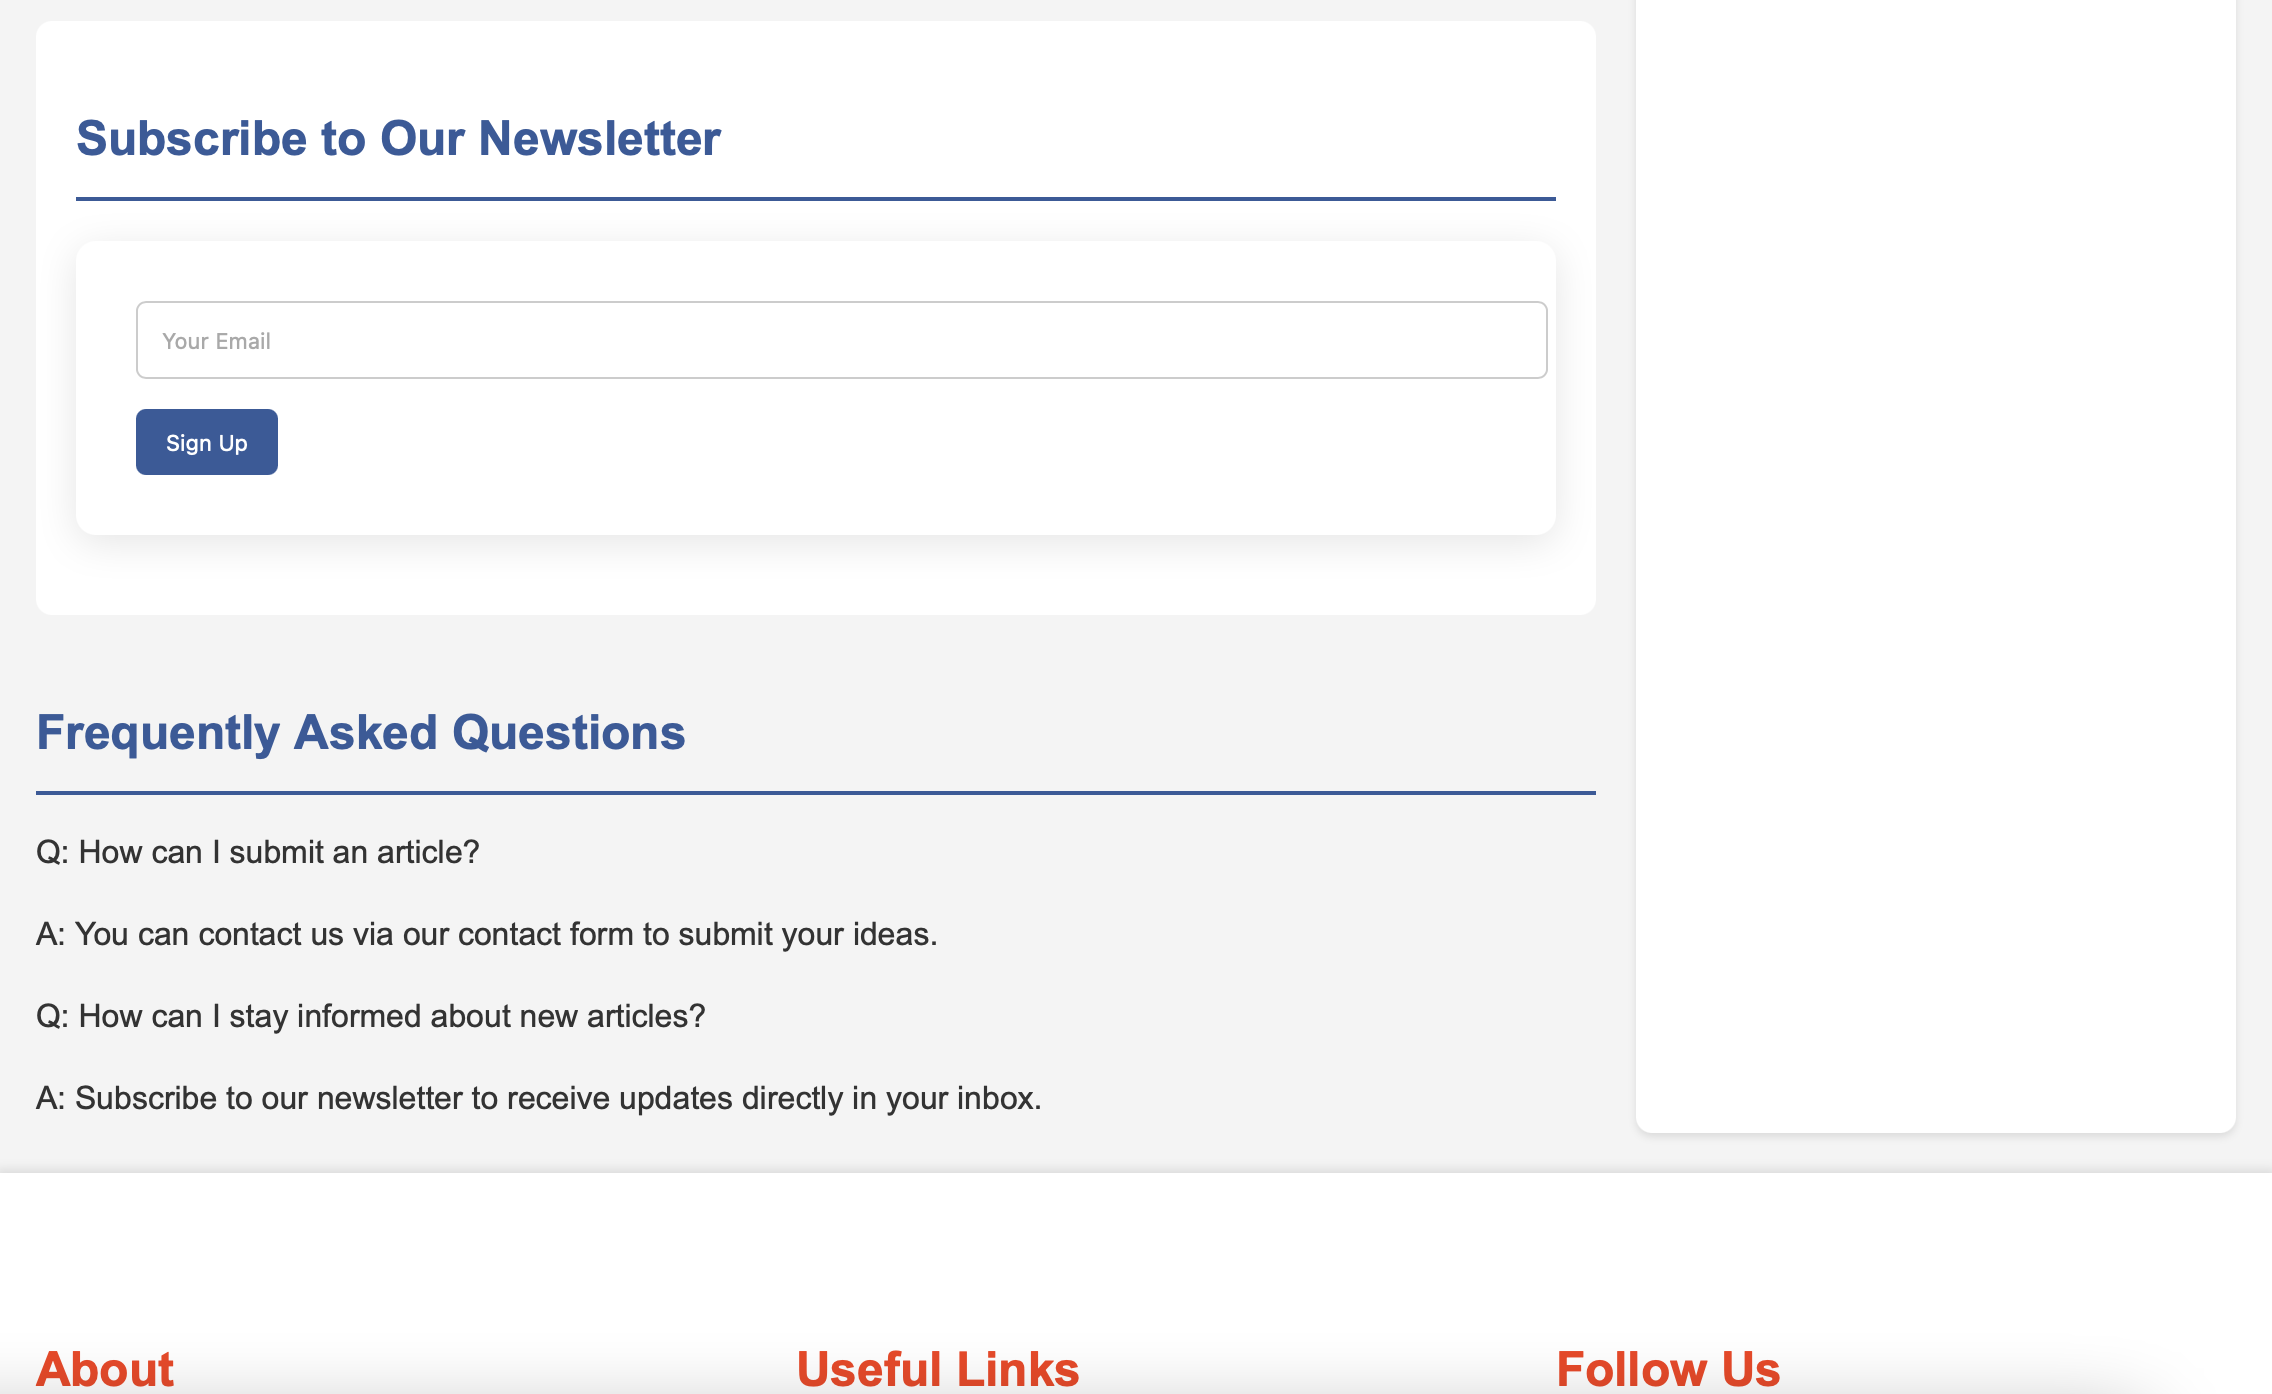 Subscribe to Our Newsletter
Your Email
Sign Up
Frequently Asked Questions
Q: How can I submit an article?
A: You can contact us via our contact form to submit your ideas.
Q: How can I stay informed about new articles?
A: Subscribe to our newsletter to receive updates directly in your inbox.
About
Useful Links
Follow Us